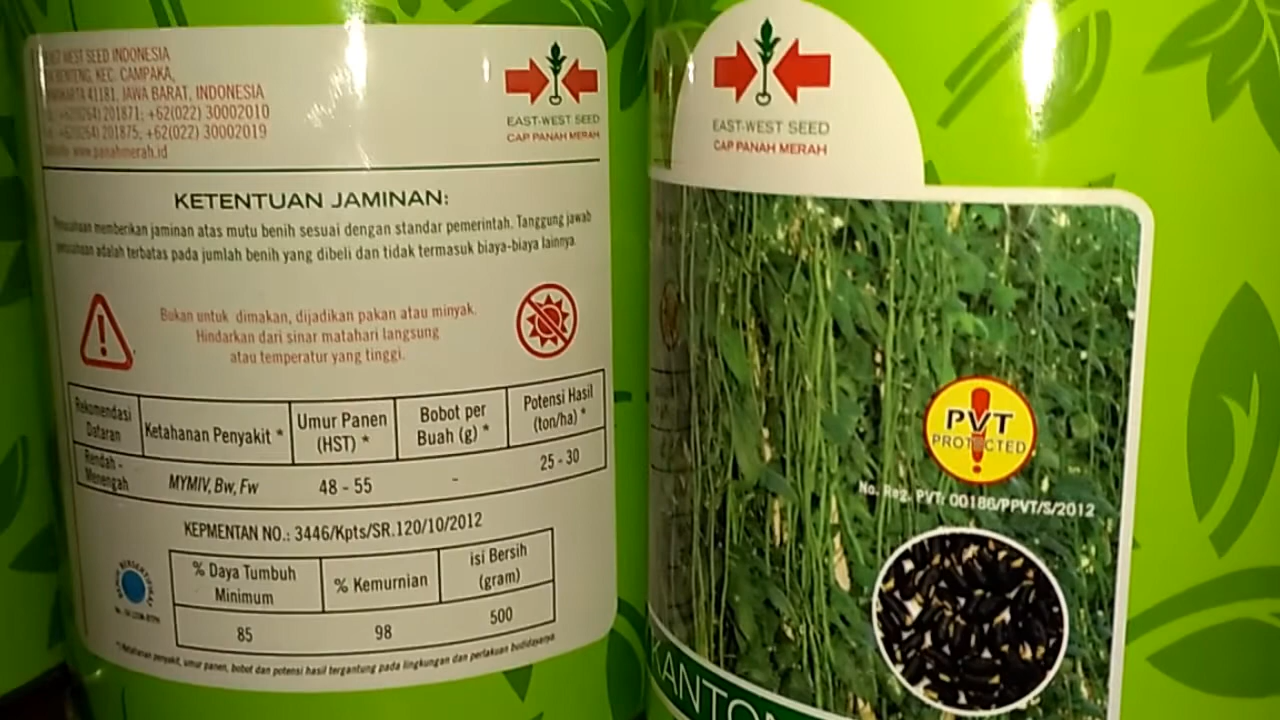 WEST SEED INDONESIA
KEC. CAMPAKA,
41181, JAWA BARAT, INDONESIA
201871; +62(022) 30002010
201875; +62(022) 30002019
www.panahmerah.id
EAST-WEST SEED
CAP PANAH MERAH
KETENTUAN JAMINAN:
Perusahaan memberikan jaminan atas mutu benih sesuai dengan standar pemerintah. Tanggung jawab
perusahaan adalah terbatas pada jumlah benih yang dibeli dan tidak termasuk biaya-biaya lainnya.
Bukan untuk dimakan, dijadikan pakan atau minyak.
Hindarkan dari sinar matahari langsung
atau temperatur yang tinggi.
Rekomendasi Dataran
Ketahanan Penyakit *
Umur Panen (HST) *
Bobot per Buah (g) *
Potensi Hasil (ton/ha) *
Rendah - Menengah
MYMIV, Bw, Fw
48 - 55
-
25 - 30
KEPMENTAN NO.: 3446/Kpts/SR.120/10/2012
% Daya Tumbuh Minimum
% Kemurnian
isi Bersih (gram)
85
98
500
*) Ketahanan penyakit, umur panen, bobot dan potensi hasil tergantung pada lingkungan dan perlakuan budidayanya.
EAST-WEST SEED
CAP PANAH MERAH
PVT
PROTECTED
No. Reg. PVT: 00186/PPVT/S/2012
KANTON